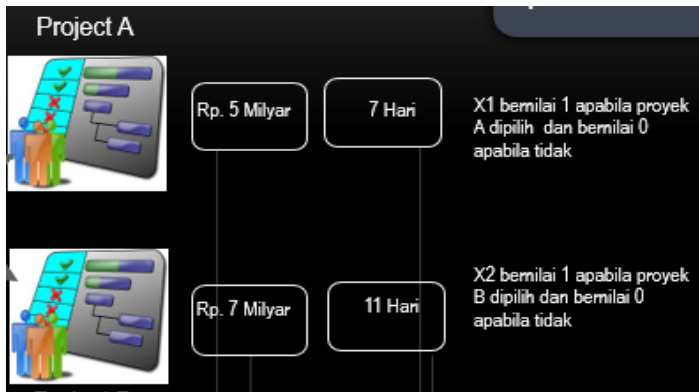 Project A
Rp. 5 Milyar
7 Hari
X1 bernilai 1 apabila proyek
A dipilih dan bernilai 0
apabila tidak
Rp. 7 Milyar
11 Hari
X2 bernilai 1 apabila proyek
B dipilih dan bernilai 0
apabila tidak